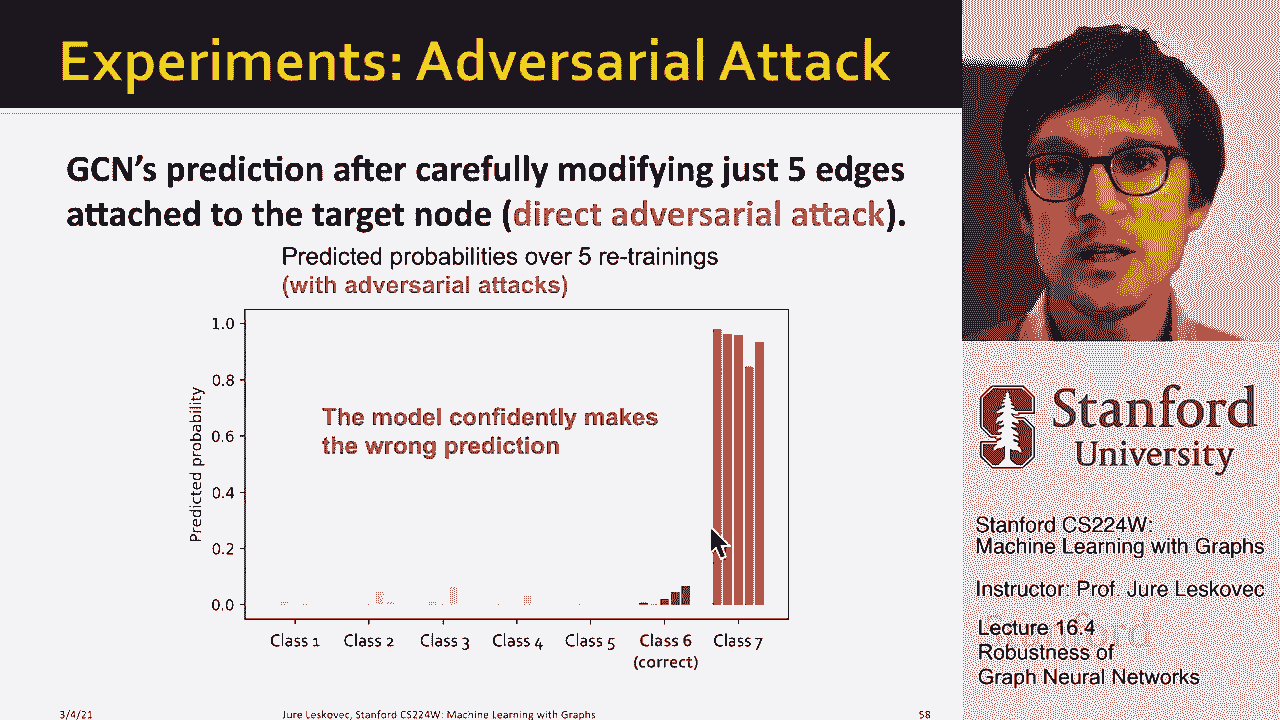 Experiments: Adversarial Attack
GCN's prediction after carefully modifying just 5 edges
attached to the target node (direct adversarial attack).
Predicted probabilities over 5 re-trainings
(with adversarial attacks)
1.0
0.8
0.6
0.4
0.2
0.0
Predicted probability
The model confidently makes
the wrong prediction
Class 1 Class 2 Class 3 Class 4 Class 5 Class 6 Class 7
(correct)
3/4/21 Jure Leskovec, Stanford CS224W: Machine Learning with Graphs 58
S
Stanford
University
Stanford CS224W:
Machine Learning with Graphs
Instructor: Prof. Jure Leskovec
Lecture 16.4
Robustness of
Graph Neural Networks